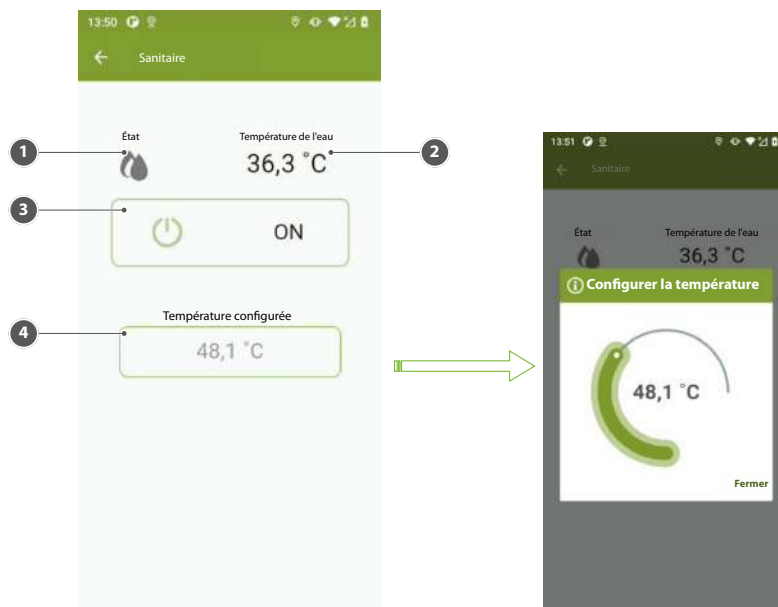 13:50
Sanitaire
État
Température de l'eau
1
36,3 °C
2
3
ON
Température configurée
4
48,1 °C
13:51
Sanitaire
État
Température de l'eau
36,3 °C
Configurer la température
48,1 °C
Fermer